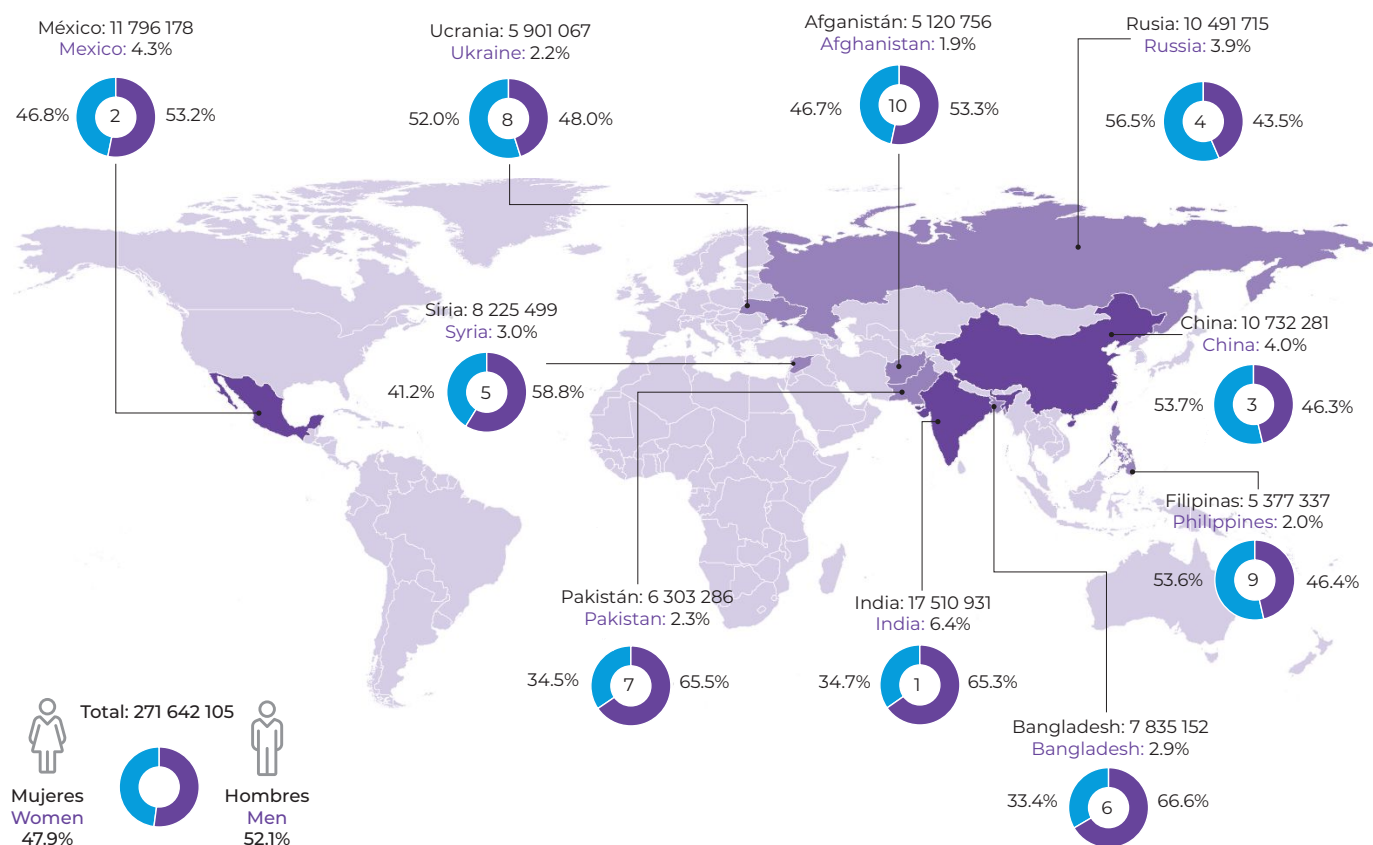 México: 11 796 178
Mexico: 4.3%
46.8%
2
53.2%
Ucrania: 5 901 067
Ukraine: 2.2%
52.0%
8
48.0%
Afganistán: 5 120 756
Afghanistan: 1.9%
46.7%
10
53.3%
Rusia: 10 491 715
Russia: 3.9%
56.5%
4
43.5%
Siria: 8 225 499
Syria: 3.0%
41.2%
5
58.8%
China: 10 732 281
China: 4.0%
53.7%
3
46.3%
Filipinas: 5 377 337
Philippines: 2.0%
53.6%
9
46.4%
Pakistán: 6 303 286
Pakistan: 2.3%
34.5%
7
65.5%
India: 17 510 931
India: 6.4%
34.7%
1
65.3%
Bangladesh: 7 835 152
Bangladesh: 2.9%
33.4%
6
66.6%
Total: 271 642 105
Mujeres
Women
47.9%
Hombres
Men
52.1%